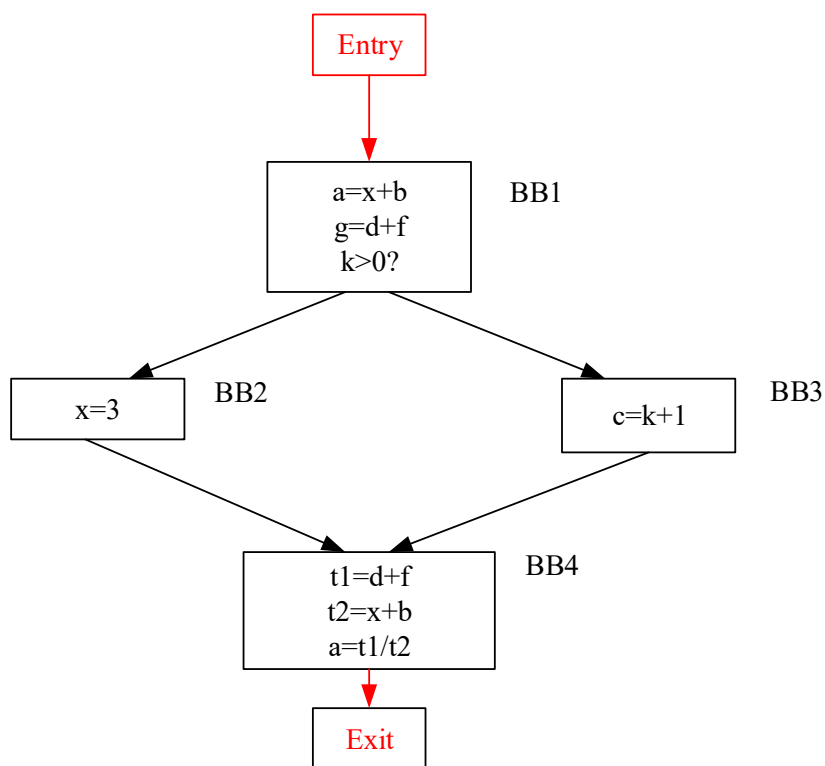 Entry
a=x+b
g=d+f
k>0?
BB1
x=3
BB2
c=k+1
BB3
t1=d+f
t2=x+b
a=t1/t2
BB4
Exit